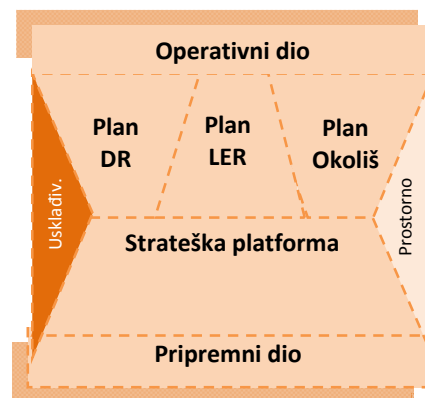 Operativni dio
Plan
DR
Plan
LER
Plan
Okoliš
Usklađiv.
Prostorno
Strateška platforma
Pripremni dio